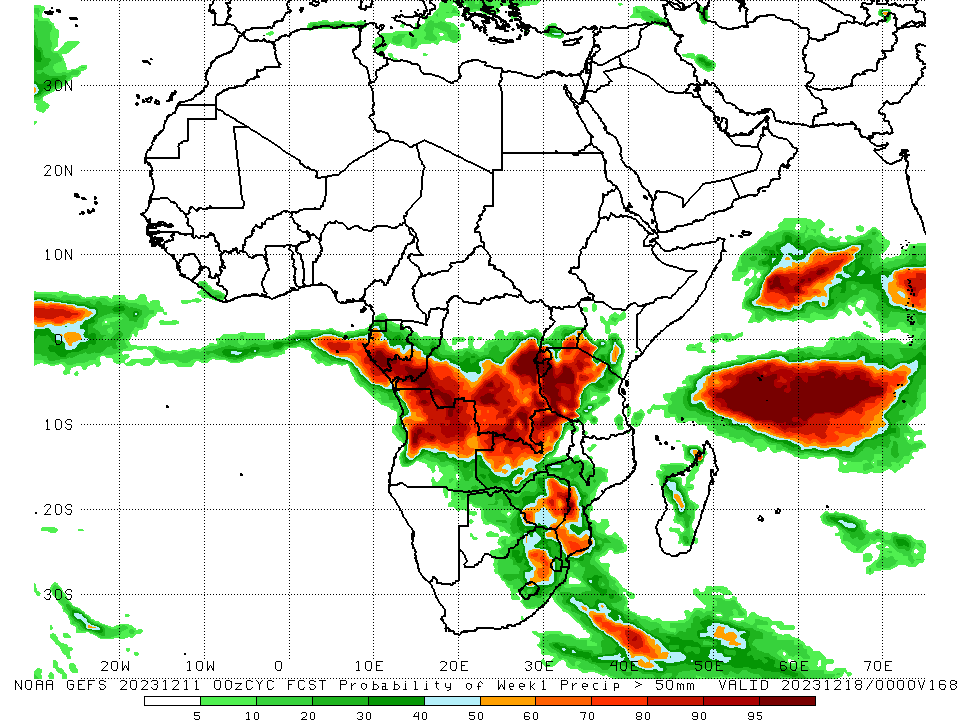 30N
20N
10N
0
10S
20S
30S
20W 10W 0 10E 20E 30E 40E 50E 60E 70E
NOAA GEFS 20231211 00zCYC FCST Probability of Week1 Precip > 50mm VALID 20231218/0000V168
5 10 20 30 40 50 60 70 80 90 95